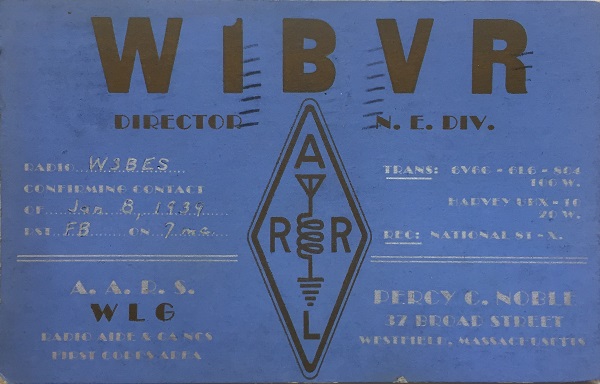 W1BVR
DIRECTOR N. E. DIV.
RADIO W3BES
CONFIRMING CONTACT
OF Jan 8, 1939
RST FB ON 7 mc
A
R R
L
TRANS: 6V6G - 6L6 - 804
100 W.
HARVEY UHX - 10
20 W.
REC: NATIONAL ST - X.
A. A. R. S.
WLG
RADIO AIDE & CA NCS
FIRST CORPS AREA
PERCY C. NOBLE
37 BROAD STREET
WESTFIELD, MASSACHUSETTS